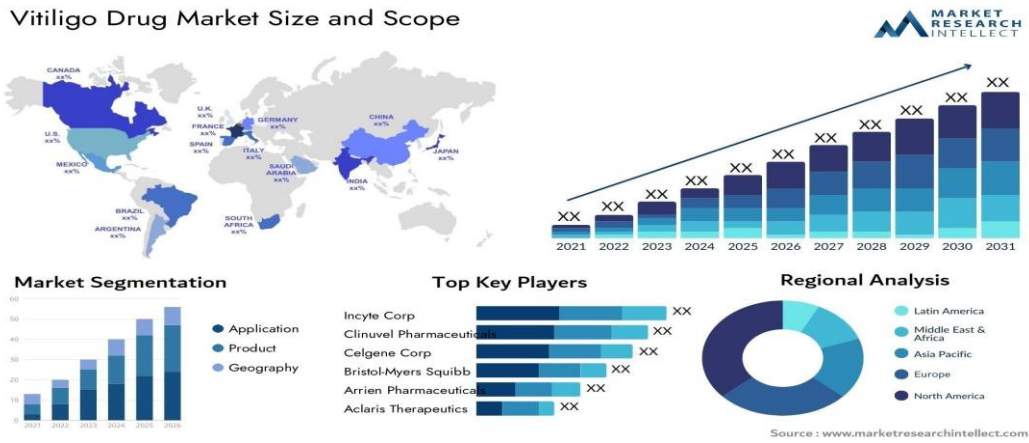 Vitiligo Drug Market Size and Scope
MARKET
RESEARCH
INTELLECT
CANADA
xx%
U.S.
xx%
MEXICO
xx%
BRAZIL
xx%
ARGENTINA
xx%
U.K.
xx%
FRANCE
xx%
SPAIN
xx%
GERMANY
xx%
ITALY
xx%
SAUDI
ARABIA
xx%
SOUTH
AFRICA
xx%
CHINA
xx%
JAPAN
xx%
INDIA
xx%
XX XX XX XX XX XX XX XX XX XX XX
2021 2022 2023 2024 2025 2026 2027 2028 2029 2030 2031
Market Segmentation
60
50
40
30
20
10
0
2021 2022 2023 2024 2025 2026
Application
Product
Geography
Top Key Players
Incyte Corp XX
Clinuvel Pharmaceuticals XX
Celgene Corp XX
Bristol-Myers Squibb XX
Arrien Pharmaceuticals XX
Aclaris Therapeutics XX
Regional Analysis
Latin America
Middle East &
Africa
Asia Pacific
Europe
North America
Source : www.marketresearchintellect.com